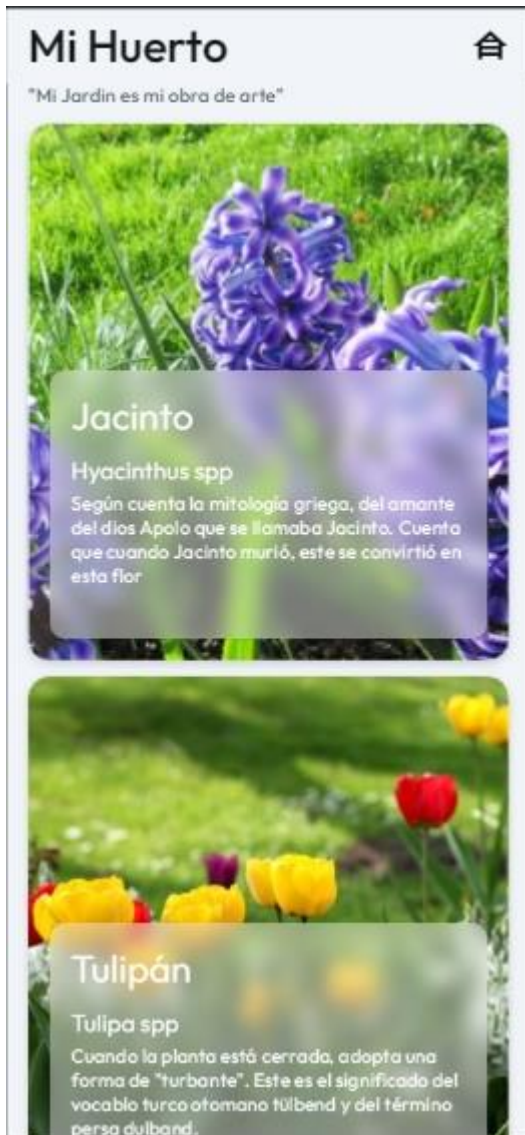 Mi Huerto
"Mi Jardin es mi obra de arte"
Jacinto
Hyacinthus spp
Según cuenta la mitología griega, del amante
del dios Apolo que se llamaba Jacinto. Cuenta
que cuando Jacinto murió, este se convirtió en
esta flor
Tulipán
Tulipa spp
Cuando la planta está cerrada, adopta una
forma de "turbante". Este es el significado del
vocablo turco otomano tülbend y del término
persa dulband.